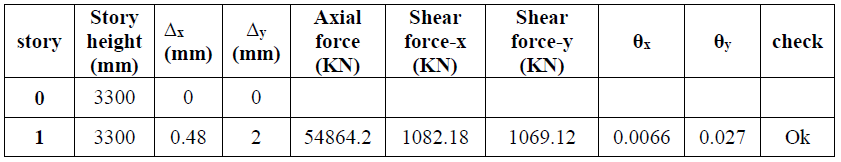 story Story height (mm) Δx (mm) Δy (mm) Axial force (KN) Shear force-x (KN) Shear force-y (KN) θx θy check
0 3300 0 0
1 3300 0.48 2 54864.2 1082.18 1069.12 0.0066 0.027 Ok